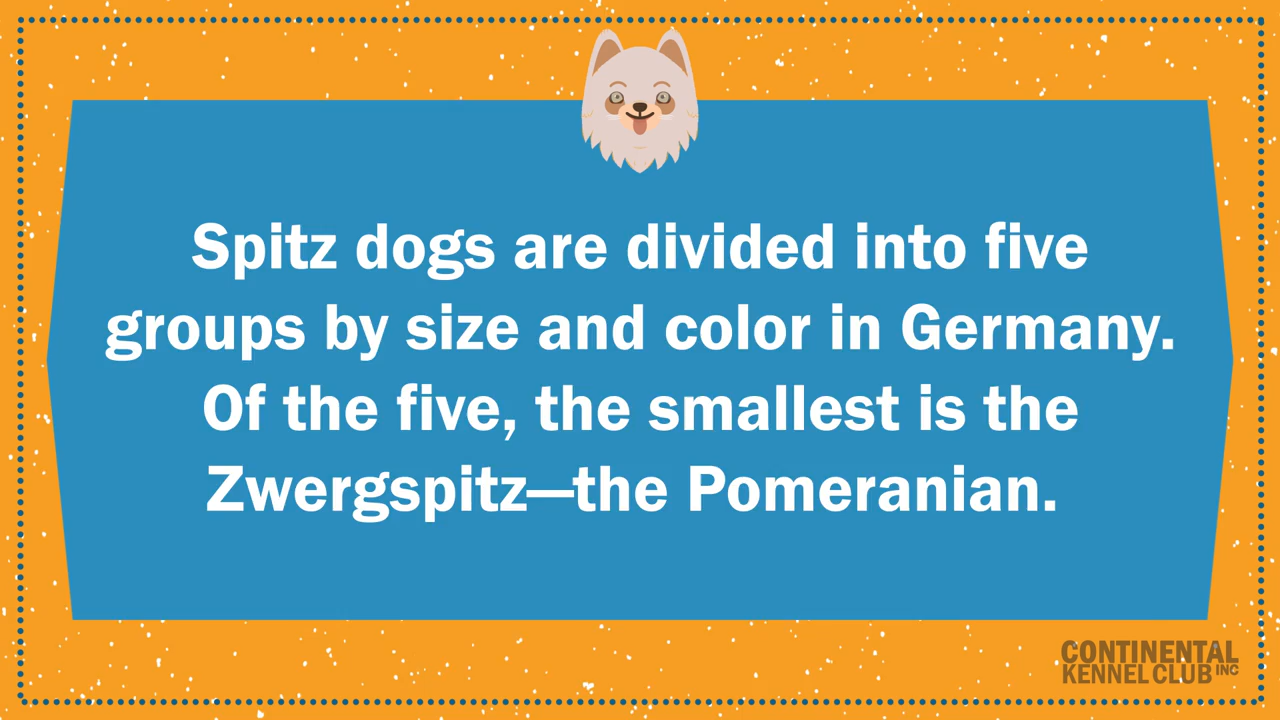 Spitz dogs are divided into five
groups by size and color in Germany.
Of the five, the smallest is the
Zwergspitz—the Pomeranian.
CONTINENTAL
KENNEL CLUB INC